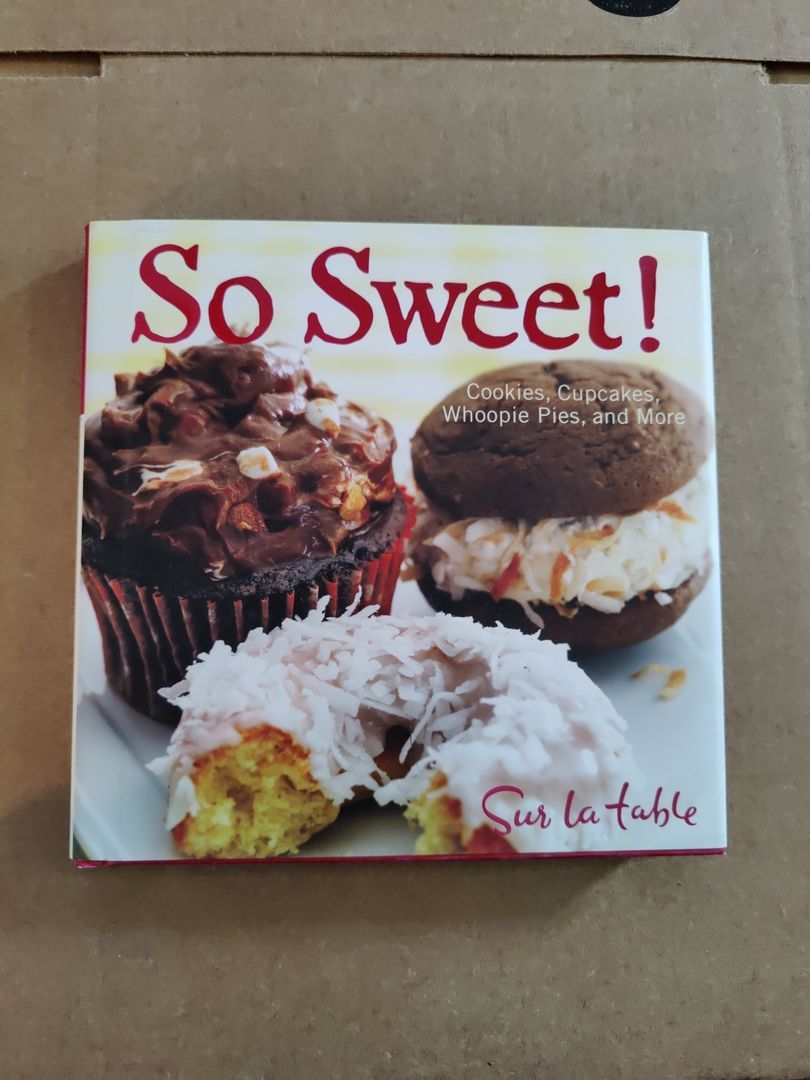 So Sweet!
Cookies, Cupcakes,
Whoopie Pies, and More
Sur la table